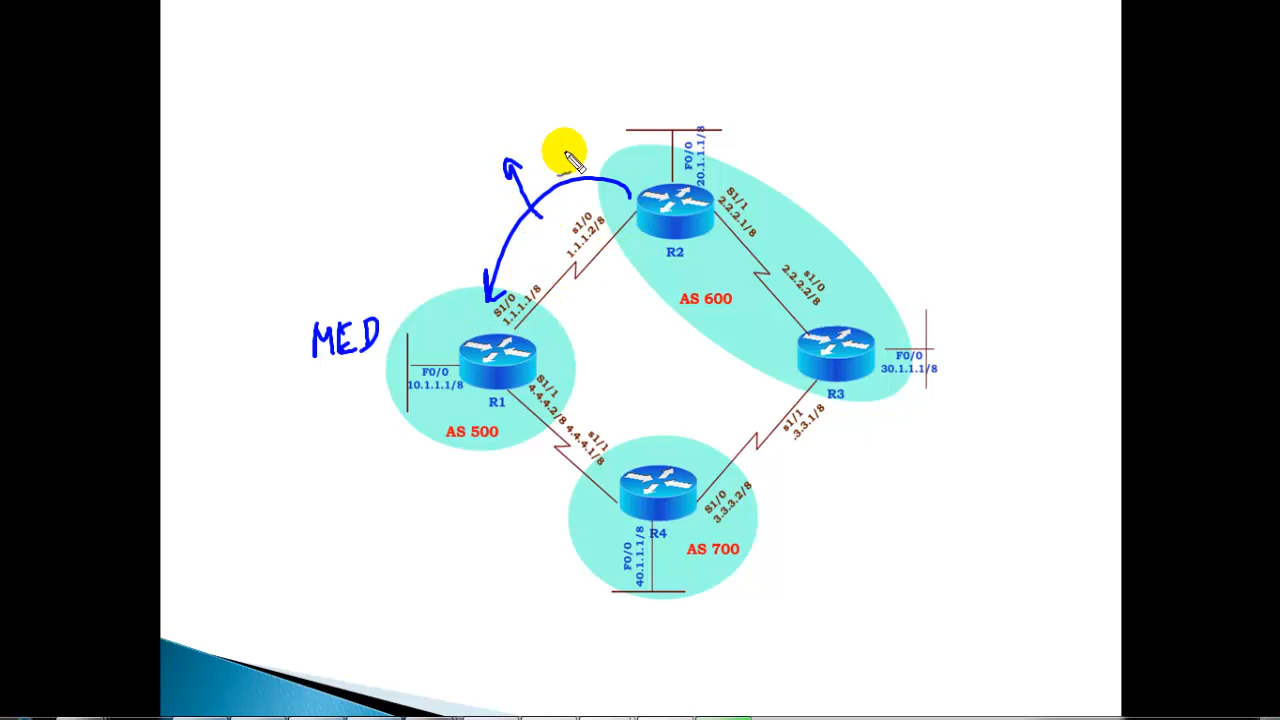 F0/0
20.1.1.1/8
S1/1
2.2.2.1/8
s1/0
1.1.1.2/8
R2
s1/0
2.2.2.2/8
AS 600
S1/0
1.1.1.1/8
MED
F0/0
10.1.1.1/8
R1
S1/1
4.4.4.2/8
AS 500
F0/0
30.1.1.1/8
R3
s1/1
.3.3.1/8
s1/1
4.4.4.1/8
S1/0
3.3.3.2/8
R4
F0/0
40.1.1.1/8
AS 700